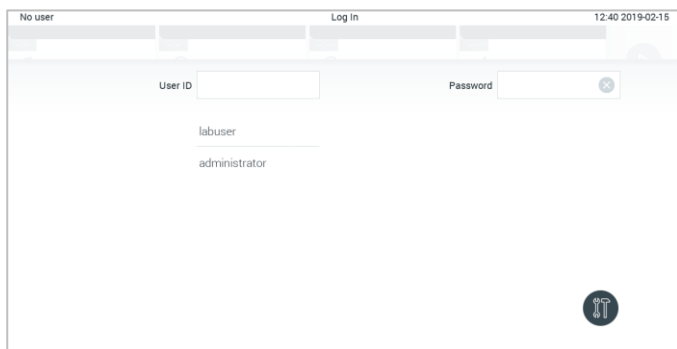 No user Log In 12:40 2019-02-15
User ID Password
labuser
administrator